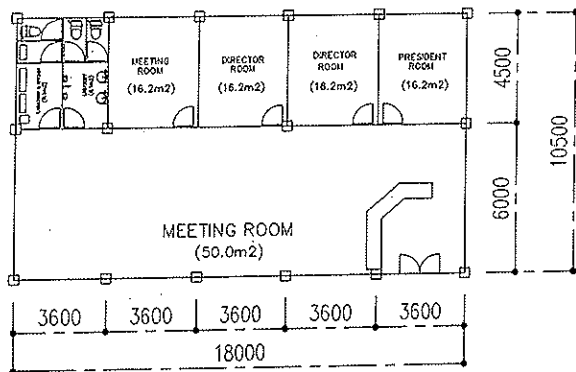 MEETING
ROOM
(16.2m2)
DIRECTOR
ROOM
(16.2m2)
DIRECTOR
ROOM
(16.2m2)
PRESIDENT
ROOM
(16.2m2)
4500
10500
6000
MEETING ROOM
(50.0m2)
3600
3600
3600
3600
3600
18000